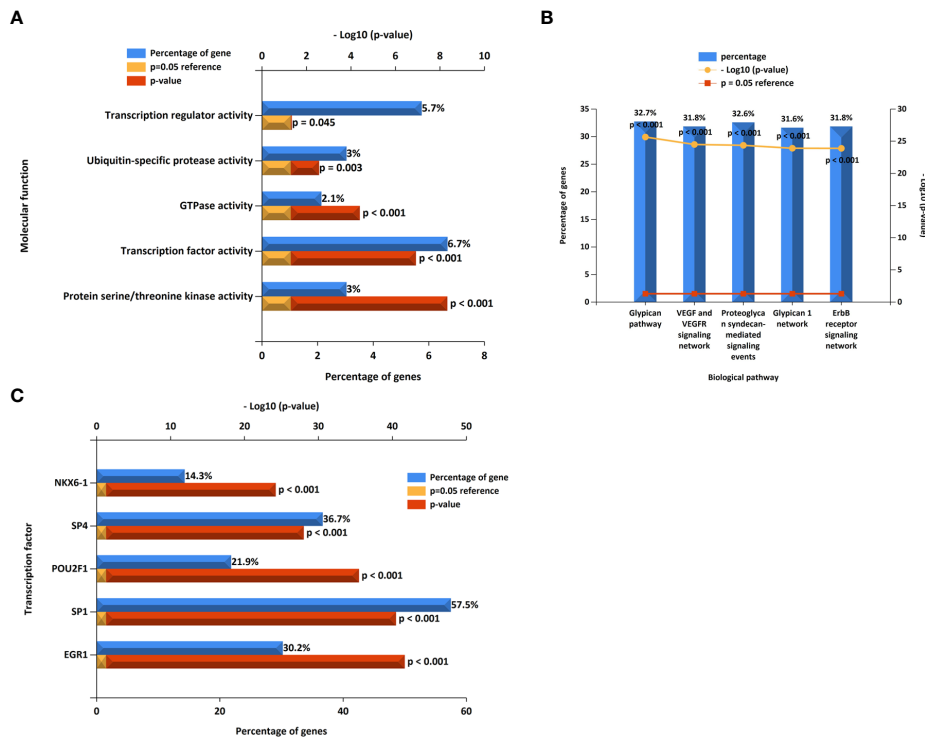 A
- Log10 (p-value)
0 2 4 6 8 10
Percentage of gene
p=0.05 reference
p-value
Molecular function
Transcription regulator activity
5.7%
p = 0.045
Ubiquitin-specific protease activity
3%
p = 0.003
GTPase activity
2.1%
p < 0.001
Transcription factor activity
6.7%
p < 0.001
Protein serine/threonine kinase activity
3%
p < 0.001
0 2 4 6 8
Percentage of genes
B
percentage
- Log10 (p-value)
p = 0.05 reference
Percentage of genes
35
30
25
20
15
10
5
0
32.7% 31.8% 32.6% 31.6% 31.8%
p < 0.001 p < 0.001 p < 0.001 p < 0.001 p < 0.001
30
25
20
15
10
5
0
- Log10 (p-value)
Glypican
pathway
VEGF and
VEGFR
signaling
network
Proteoglyca
n syndecan-
mediated
signaling
events
Glypican 1
network
ErbB
receptor
signaling
network
Biological pathway
C
- Log10 (p-value)
0 10 20 30 40 50
Percentage of gene
p=0.05 reference
p-value
Transcription factor
NKX6-1
14.3%
p < 0.001
SP4
36.7%
p < 0.001
POU2F1
21.9%
p < 0.001
SP1
57.5%
p < 0.001
EGR1
30.2%
p < 0.001
0 20 40 60
Percentage of genes